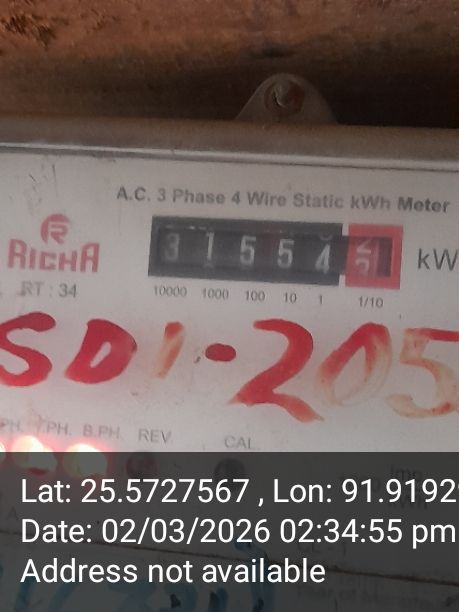 A.C. 3 Phase 4 Wire Static kWh Meter
RICHA
31554
kW
RT : 34
10000 1000 100 10 1 1/10
SD1-205
PH. Y.PH. B.PH. REV. CAL.
Lat: 25.5727567 , Lon: 91.9192
Date: 02/03/2026 02:34:55 pm
Address not available